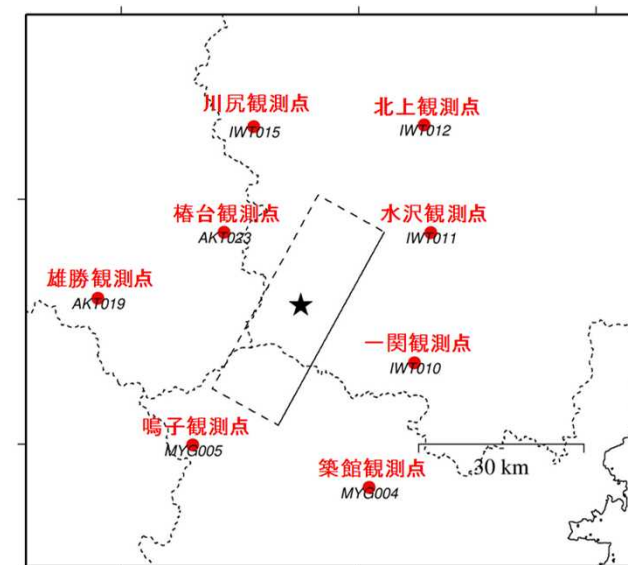 川尻観測点
IWT015
北上観測点
IWT012
椿台観測点
AKT023
水沢観測点
IWT011
雄勝観測点
AKT019
一関観測点
IWT010
鳴子観測点
MYG005
築館観測点
MYG004
30 km